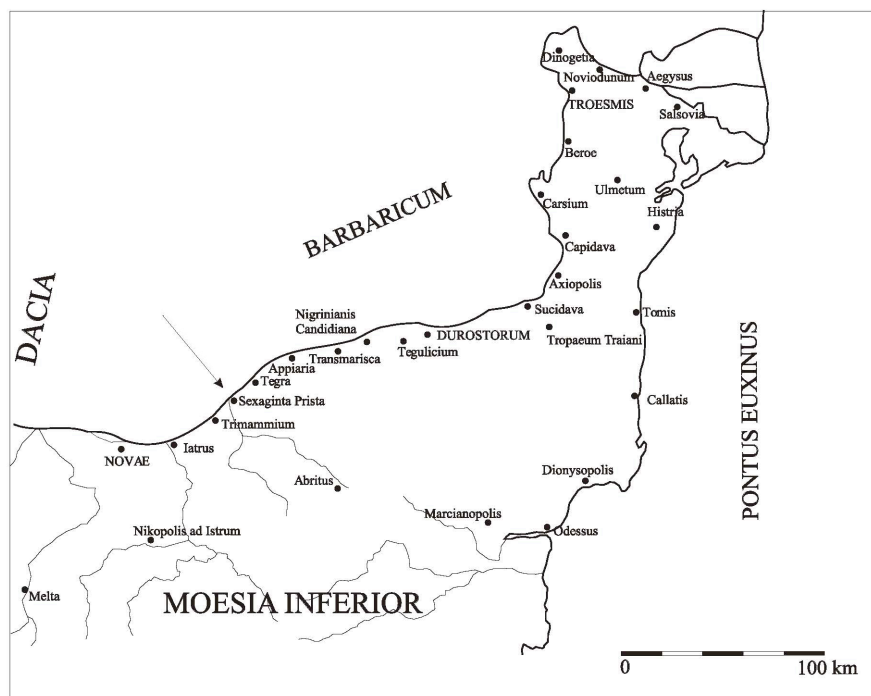 Dinogetia
Noviodunum
Aegysus
TROESMIS
Salsovia
Beroe
Ulmetum
Carsium
Histria
BARBARICUM
Capidava
Axiopolis
DACIA
Nigrinianis
Candidiana
Sucidava
Tomis
DUROSTORUM
Tropaeum Traiani
Transmarisca
Tegulicium
Appiaria
Tegra
PONTUS EUXINUS
Sexaginta Prista
Callatis
Trimammium
Iatrus
NOVAE
Dionysopolis
Abritus
Marcianopolis
Odessus
Nikopolis ad Istrum
Melta
MOESIA INFERIOR
0 100 km